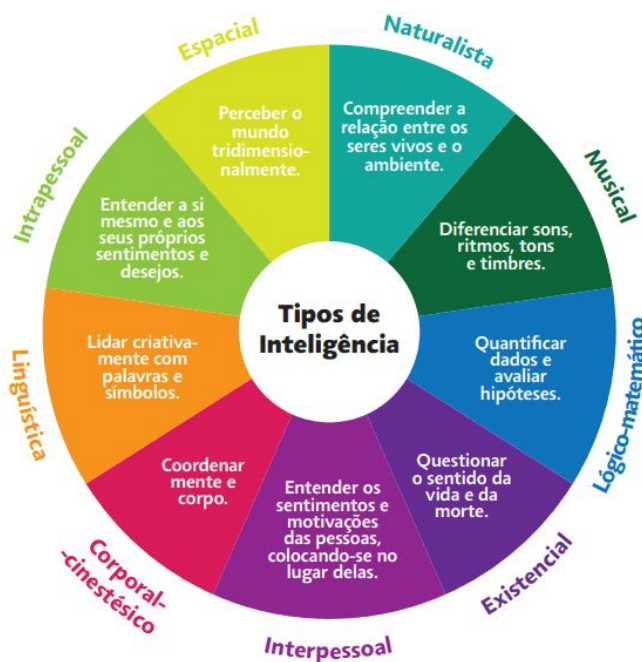 Tipos de
Inteligência
Naturalista
Compreender a
relação entre os
seres vivos e o
ambiente.
Musical
Diferenciar sons,
ritmos, tons
e timbres.
Lógico-matemático
Quantificar
dados e
avaliar
hipóteses.
Existencial
Questionar
o sentido da
vida e da
morte.
Interpessoal
Entender os
sentimentos e
motivações
das pessoas,
colocando-se no
lugar delas.
Corporal-
-cinestésico
Coordenar
mente e
corpo.
Linguística
Lidar criativa-
mente com
palavras e
símbolos.
Intrapessoal
Entender a si
mesmo e aos
seus próprios
sentimentos e
desejos.
Espacial
Perceber o
mundo
tridimensio-
nalmente.